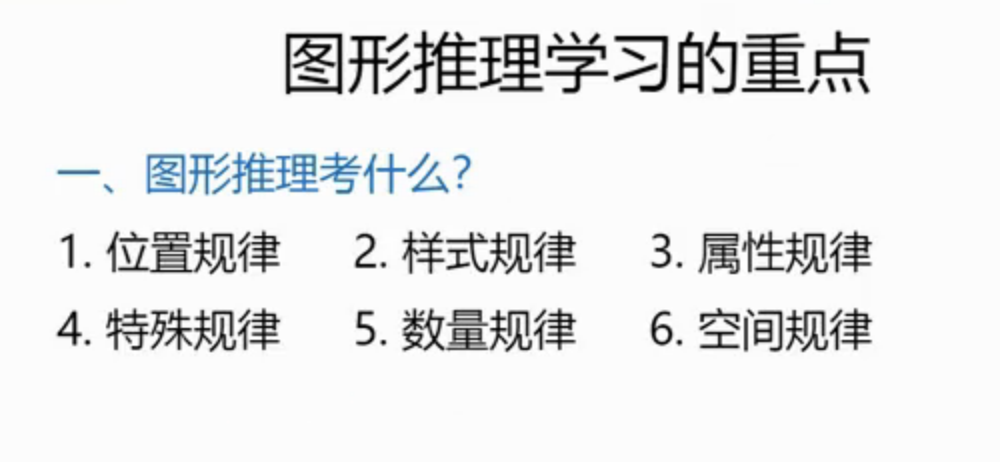 图形推理学习的重点
一、图形推理考什么?
1. 位置规律 2. 样式规律 3. 属性规律
4. 特殊规律 5. 数量规律 6. 空间规律